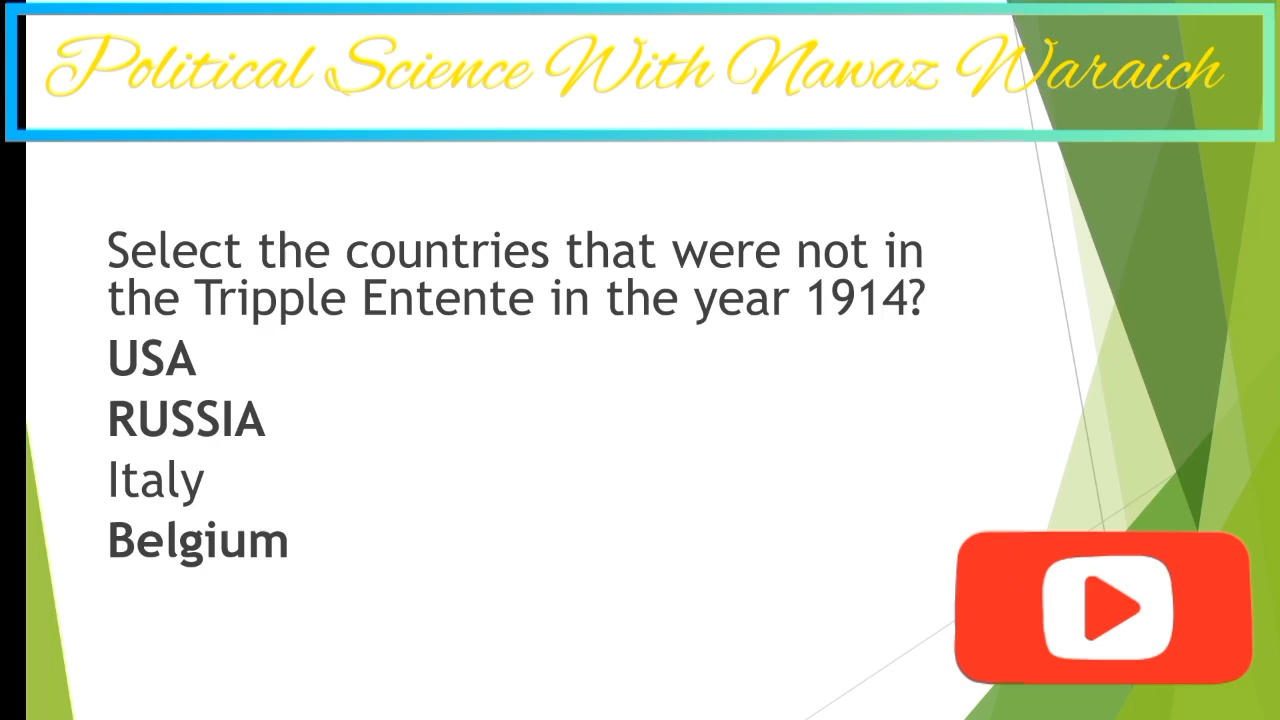 Political Science With Nawaz Waraich
Select the countries that were not in
the Tripple Entente in the year 1914?
USA
RUSSIA
Italy
Belgium